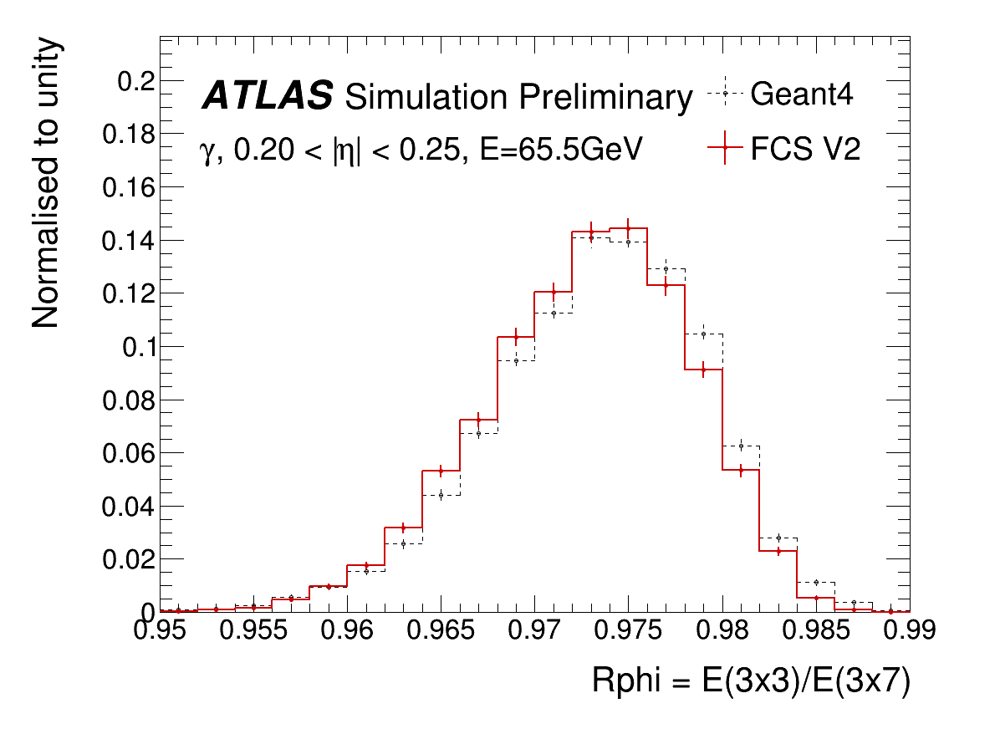 Normalised to unity
ATLAS Simulation Preliminary
γ, 0.20 < |η| < 0.25, E=65.5GeV
Geant4
FCS V2
0.2
0.18
0.16
0.14
0.12
0.1
0.08
0.06
0.04
0.02
0
0.95 0.955 0.96 0.965 0.97 0.975 0.98 0.985 0.99
Rphi = E(3x3)/E(3x7)